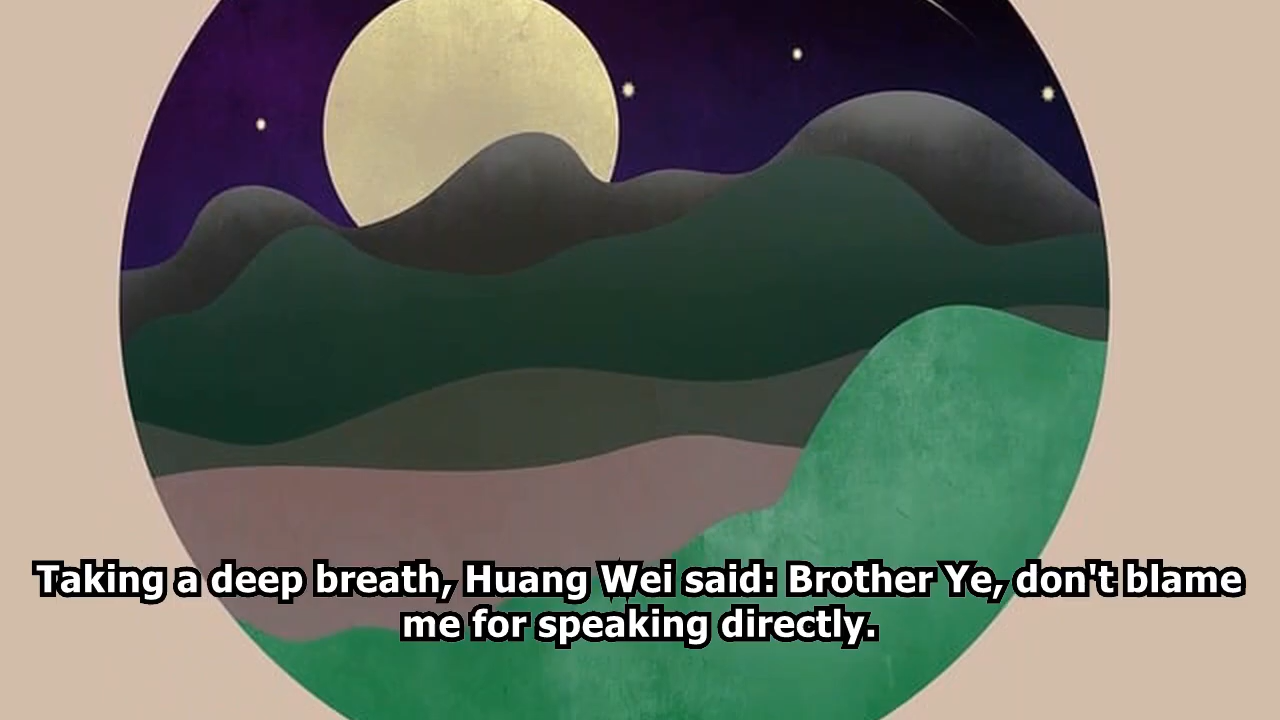 Taking a deep breath, Huang Wei said: Brother Ye, don't blame
me for speaking directly.